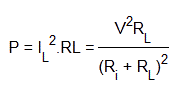 P = I_L^2.RL = V^2R_L / (R_i + R_L)^2